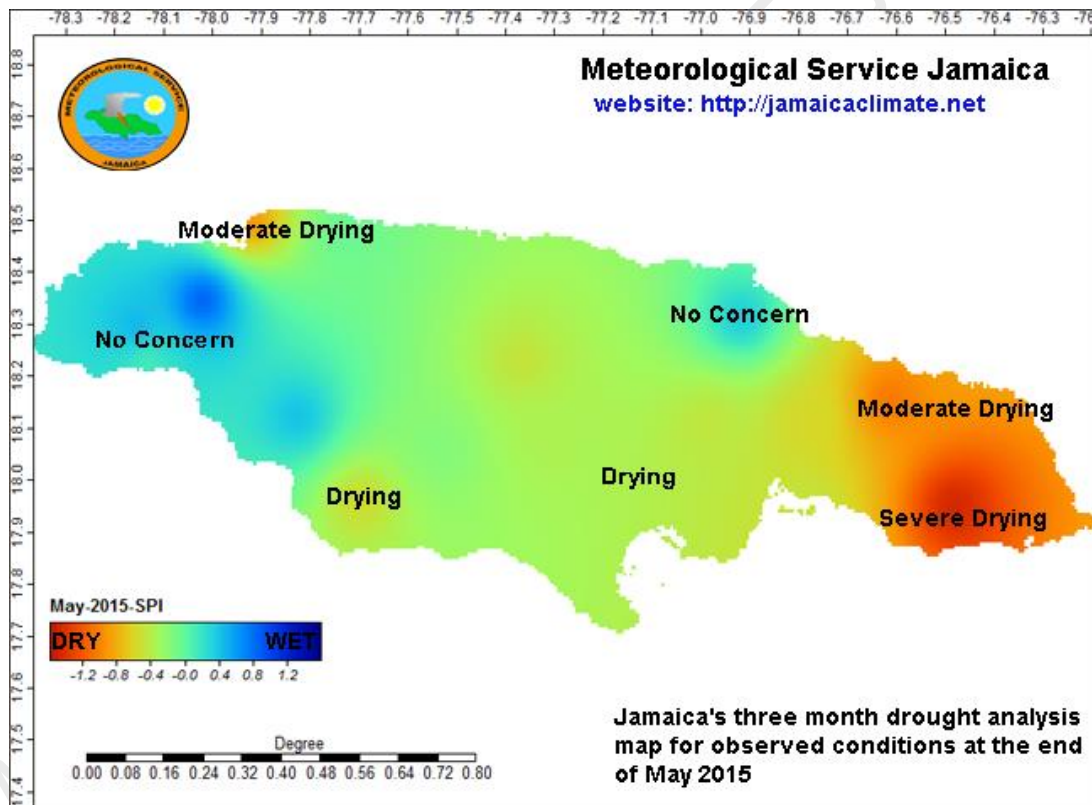 -78.3 -78.2 -78.1 -78.0 -77.9 -77.8 -77.7 -77.6 -77.5 -77.4 -77.3 -77.2 -77.1 -77.0 -76.9 -76.8 -76.7 -76.6 -76.5 -76.4 -76.3
18.8
18.7
18.6
18.5
18.4
18.3
18.2
18.1
18.0
17.9
17.8
17.7
17.6
17.5
17.4
METEOROLOGICAL SERVICE
JAMAICA
Meteorological Service Jamaica
website: http://jamaicaclimate.net
Moderate Drying
No Concern
No Concern
Moderate Drying
Drying
Drying
Severe Drying
May-2015-SPI
DRY WET
-1.2 -0.8 -0.4 -0.0 0.4 0.8 1.2
Degree
0.00 0.08 0.16 0.24 0.32 0.40 0.48 0.56 0.64 0.72 0.80
Jamaica's three month drought analysis
map for observed conditions at the end
of May 2015